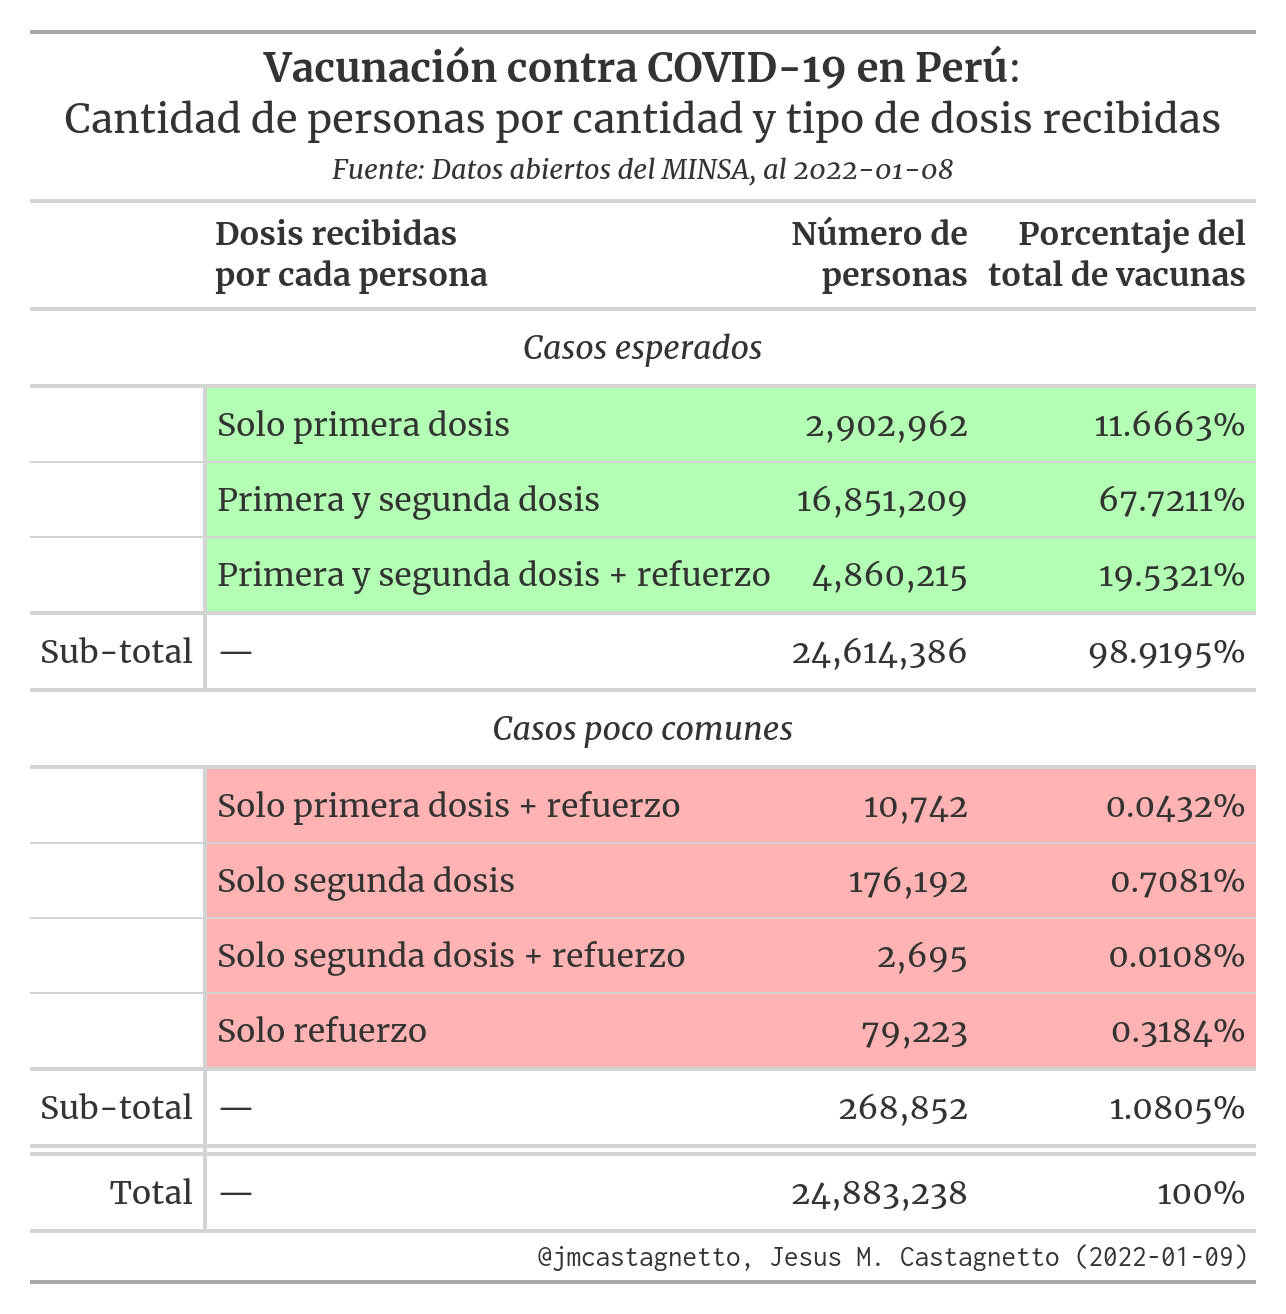 Vacunación contra COVID-19 en Perú:
Cantidad de personas por cantidad y tipo de dosis recibidas
Fuente: Datos abiertos del MINSA, al 2022-01-08
Dosis recibidas por cada persona Número de personas Porcentaje del total de vacunas
Casos esperados
Solo primera dosis 2,902,962 11.6663%
Primera y segunda dosis 16,851,209 67.7211%
Primera y segunda dosis + refuerzo 4,860,215 19.5321%
Sub-total — 24,614,386 98.9195%
Casos poco comunes
Solo primera dosis + refuerzo 10,742 0.0432%
Solo segunda dosis 176,192 0.7081%
Solo segunda dosis + refuerzo 2,695 0.0108%
Solo refuerzo 79,223 0.3184%
Sub-total — 268,852 1.0805%
Total — 24,883,238 100%
@jmcastagnetto, Jesus M. Castagnetto (2022-01-09)